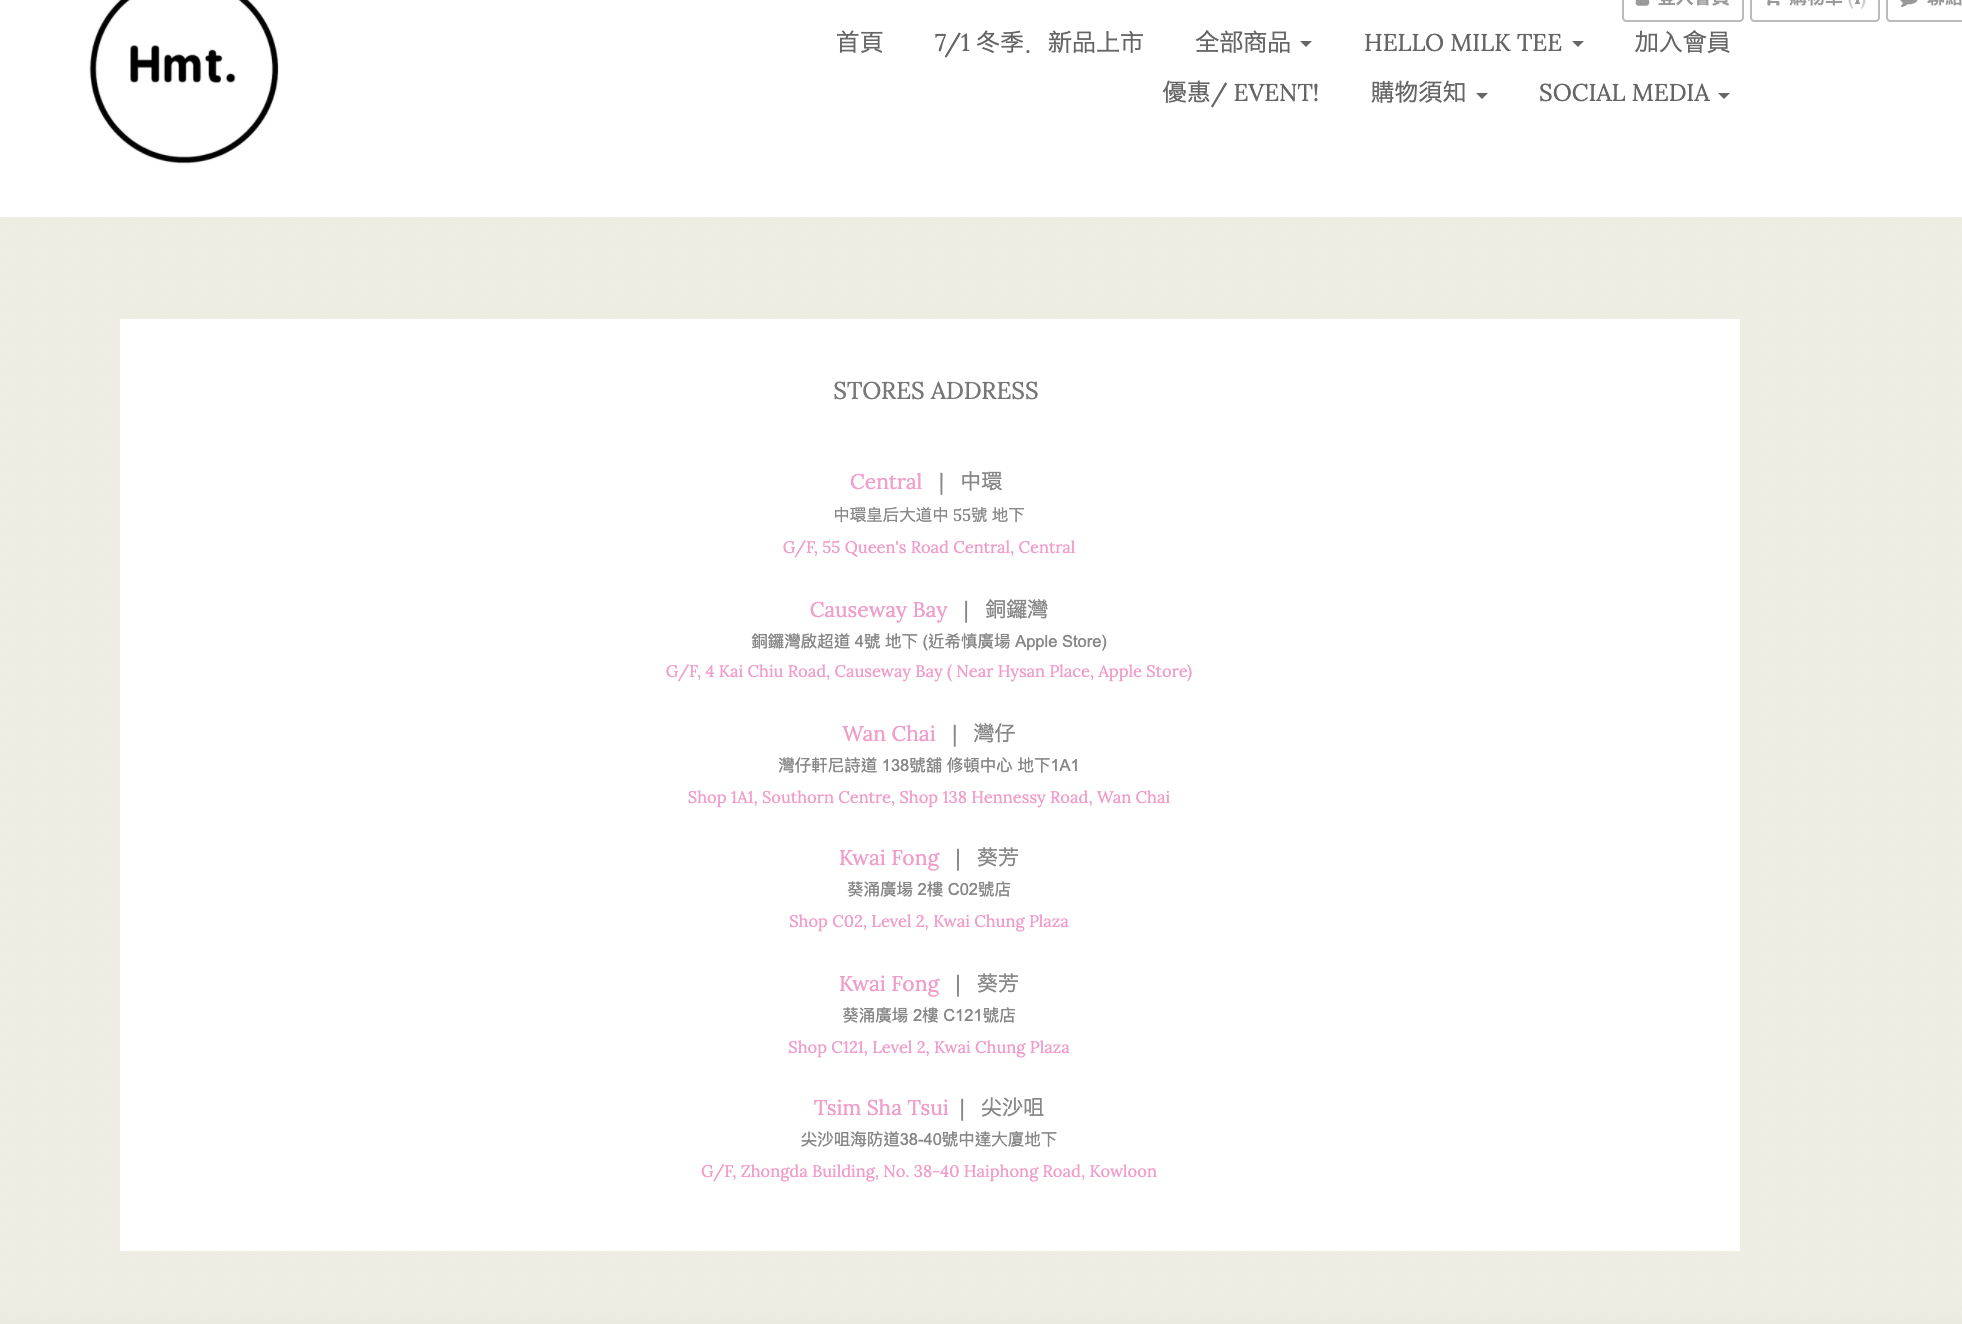 登入會員 購物車 (1) 聯絡
Hmt.
首頁 7/1 冬季．新品上市 全部商品 HELLO MILK TEE 加入會員
優惠/ EVENT! 購物須知 SOCIAL MEDIA
STORES ADDRESS
Central | 中環
中環皇后大道中 55號 地下
G/F, 55 Queen's Road Central, Central
Causeway Bay | 銅鑼灣
銅鑼灣啟超道 4號 地下 (近希慎廣場 Apple Store)
G/F, 4 Kai Chiu Road, Causeway Bay ( Near Hysan Place, Apple Store)
Wan Chai | 灣仔
灣仔軒尼詩道 138號舖 修頓中心 地下1A1
Shop 1A1, Southorn Centre, Shop 138 Hennessy Road, Wan Chai
Kwai Fong | 葵芳
葵涌廣場 2樓 C02號店
Shop C02, Level 2, Kwai Chung Plaza
Kwai Fong | 葵芳
葵涌廣場 2樓 C121號店
Shop C121, Level 2, Kwai Chung Plaza
Tsim Sha Tsui | 尖沙咀
尖沙咀海防道38-40號中達大廈地下
G/F, Zhongda Building, No. 38-40 Haiphong Road, Kowloon